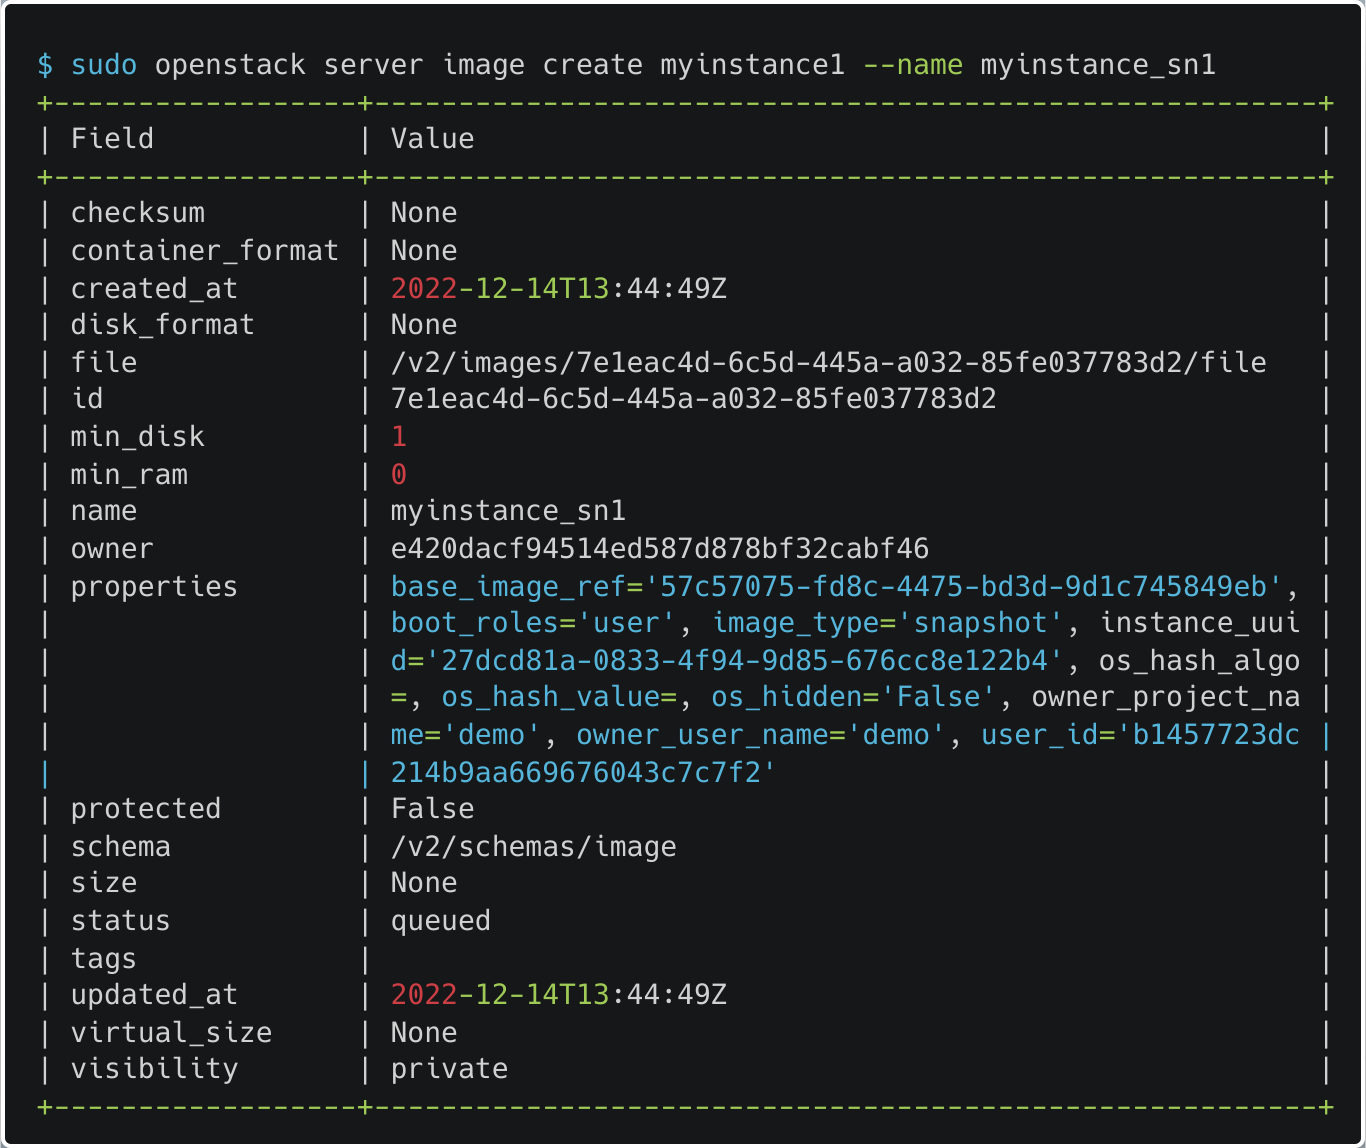 $ sudo openstack server image create myinstance1 --name myinstance_sn1
+------------------+--------------------------------------------------------+
| Field            | Value                                                  |
+------------------+--------------------------------------------------------+
| checksum         | None                                                   |
| container_format | None                                                   |
| created_at       | 2022-12-14T13:44:49Z                                   |
| disk_format      | None                                                   |
| file             | /v2/images/7e1eac4d-6c5d-445a-a032-85fe037783d2/file   |
| id               | 7e1eac4d-6c5d-445a-a032-85fe037783d2                   |
| min_disk         | 1                                                      |
| min_ram          | 0                                                      |
| name             | myinstance_sn1                                         |
| owner            | e420dacf94514ed587d878bf32cabf46                       |
| properties       | base_image_ref='57c57075-fd8c-4475-bd3d-9d1c745849eb', |
|                  | boot_roles='user', image_type='snapshot', instance_uui |
|                  | d='27dcd81a-0833-4f94-9d85-676cc8e122b4', os_hash_algo |
|                  | =, os_hash_value=, os_hidden='False', owner_project_na |
|                  | me='demo', owner_user_name='demo', user_id='b1457723dc |
|                  | 214b9aa669676043c7c7f2'                                |
| protected        | False                                                  |
| schema           | /v2/schemas/image                                      |
| size             | None                                                   |
| status           | queued                                                 |
| tags             |                                                        |
| updated_at       | 2022-12-14T13:44:49Z                                   |
| virtual_size     | None                                                   |
| visibility       | private                                                |
+------------------+--------------------------------------------------------+